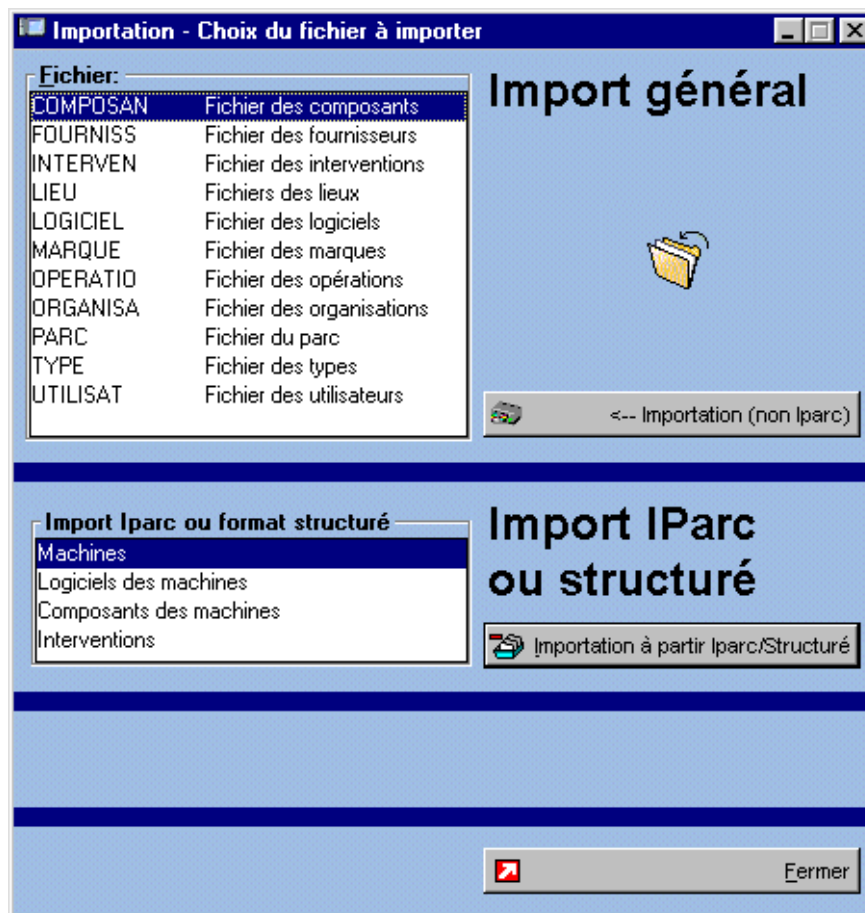 Importation - Choix du fichier à importer
Fichier:
COMPOSAN Fichier des composants
FOURNISS Fichier des fournisseurs
INTERVEN Fichier des interventions
LIEU Fichiers des lieux
LOGICIEL Fichier des logiciels
MARQUE Fichier des marques
OPERATIO Fichier des opérations
ORGANISA Fichier des organisations
PARC Fichier du parc
TYPE Fichier des types
UTILISAT Fichier des utilisateurs
Import général
<-- Importation (non Iparc)
Import Iparc ou format structuré
Machines
Logiciels des machines
Composants des machines
Interventions
Import IParc
ou structuré
Importation à partir Iparc/Structuré
Fermer